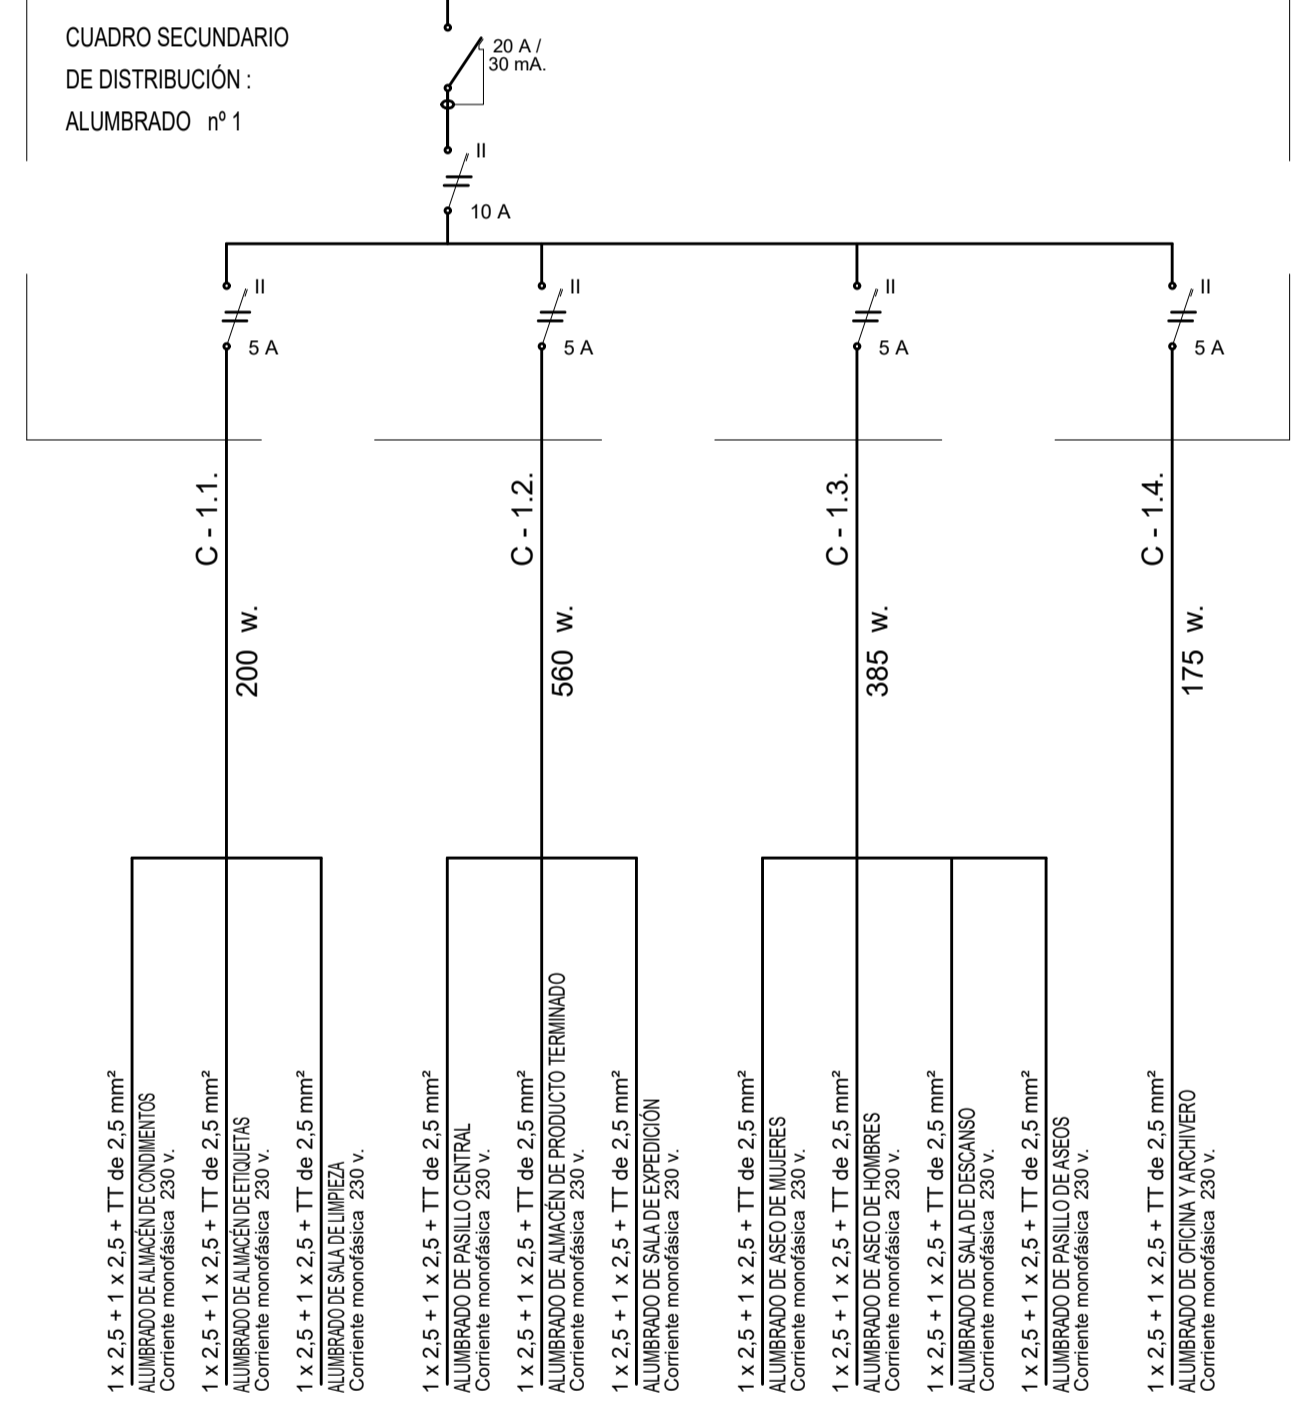 CUADRO SECUNDARIO
DE DISTRIBUCIÓN :
ALUMBRADO nº 1
20 A /
30 mA.
II
10 A
II
5 A
II
5 A
II
5 A
II
5 A
C - 1.1.
200 w.
C - 1.2.
560 w.
C - 1.3.
385 w.
C - 1.4.
175 w.
1 x 2,5 + 1 x 2,5 + TT de 2,5 mm²
ALUMBRADO DE ALMACÉN DE CONDIMENTOS
Corriente monofásica 230 v.
1 x 2,5 + 1 x 2,5 + TT de 2,5 mm²
ALUMBRADO DE ALMACÉN DE ETIQUETAS
Corriente monofásica 230 v.
1 x 2,5 + 1 x 2,5 + TT de 2,5 mm²
ALUMBRADO DE SALA DE LIMPIEZA
Corriente monofásica 230 v.
1 x 2,5 + 1 x 2,5 + TT de 2,5 mm²
ALUMBRADO DE PASILLO CENTRAL
Corriente monofásica 230 v.
1 x 2,5 + 1 x 2,5 + TT de 2,5 mm²
ALUMBRADO DE ALMACÉN DE PRODUCTO TERMINADO
Corriente monofásica 230 v.
1 x 2,5 + 1 x 2,5 + TT de 2,5 mm²
ALUMBRADO DE SALA DE EXPEDICIÓN
Corriente monofásica 230 v.
1 x 2,5 + 1 x 2,5 + TT de 2,5 mm²
ALUMBRADO DE ASEO DE MUJERES
Corriente monofásica 230 v.
1 x 2,5 + 1 x 2,5 + TT de 2,5 mm²
ALUMBRADO DE ASEO DE HOMBRES
Corriente monofásica 230 v.
1 x 2,5 + 1 x 2,5 + TT de 2,5 mm²
ALUMBRADO DE SALA DE DESCANSO
Corriente monofásica 230 v.
1 x 2,5 + 1 x 2,5 + TT de 2,5 mm²
ALUMBRADO DE PASILLO DE ASEOS
Corriente monofásica 230 v.
1 x 2,5 + 1 x 2,5 + TT de 2,5 mm²
ALUMBRADO DE OFICINA Y ARCHIVERO
Corriente monofásica 230 v.